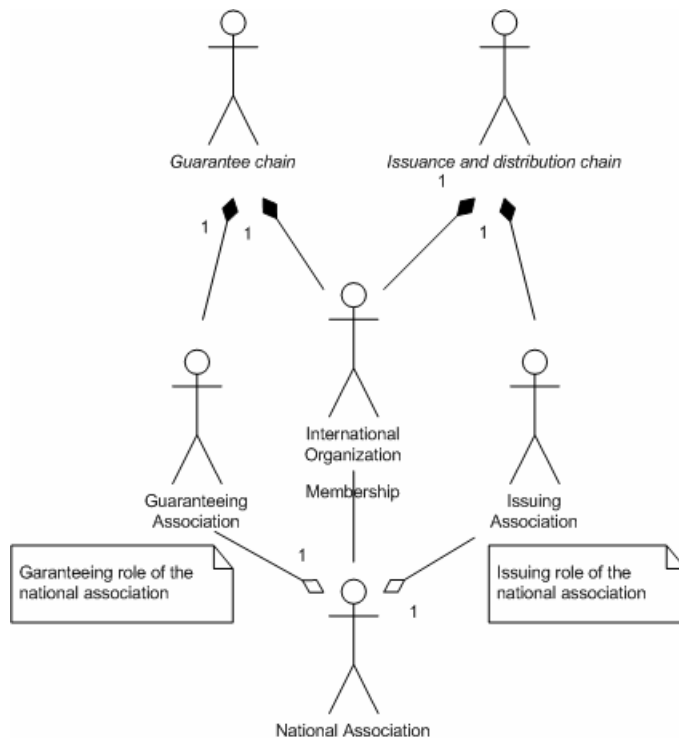 Guarantee chain
Issuance and distribution chain
1
1
1
1
International
Organization
Guaranteeing
Association
Membership
Issuing
Association
1
Garanteeing role of the
national association
Issuing role of the
national association
1
National Association